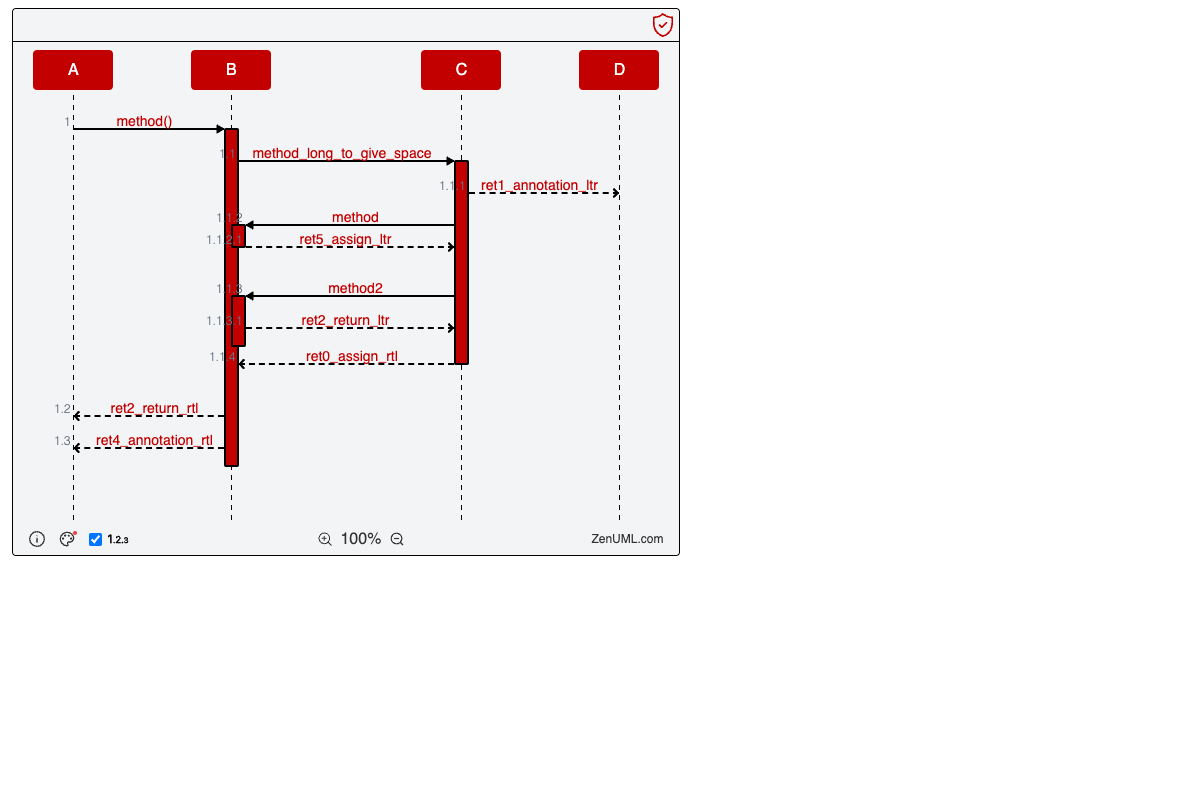 A B C D
1 method()
1.1 method_long_to_give_space
1.1.1 ret1_annotation_ltr
1.1.2 method
1.1.2.1 ret5_assign_ltr
1.1.3 method2
1.1.3.1 ret2_return_ltr
1.1.4 ret0_assign_rtl
1.2 ret2_return_rtl
1.3 ret4_annotation_rtl
1.2.3 100% ZenUML.com